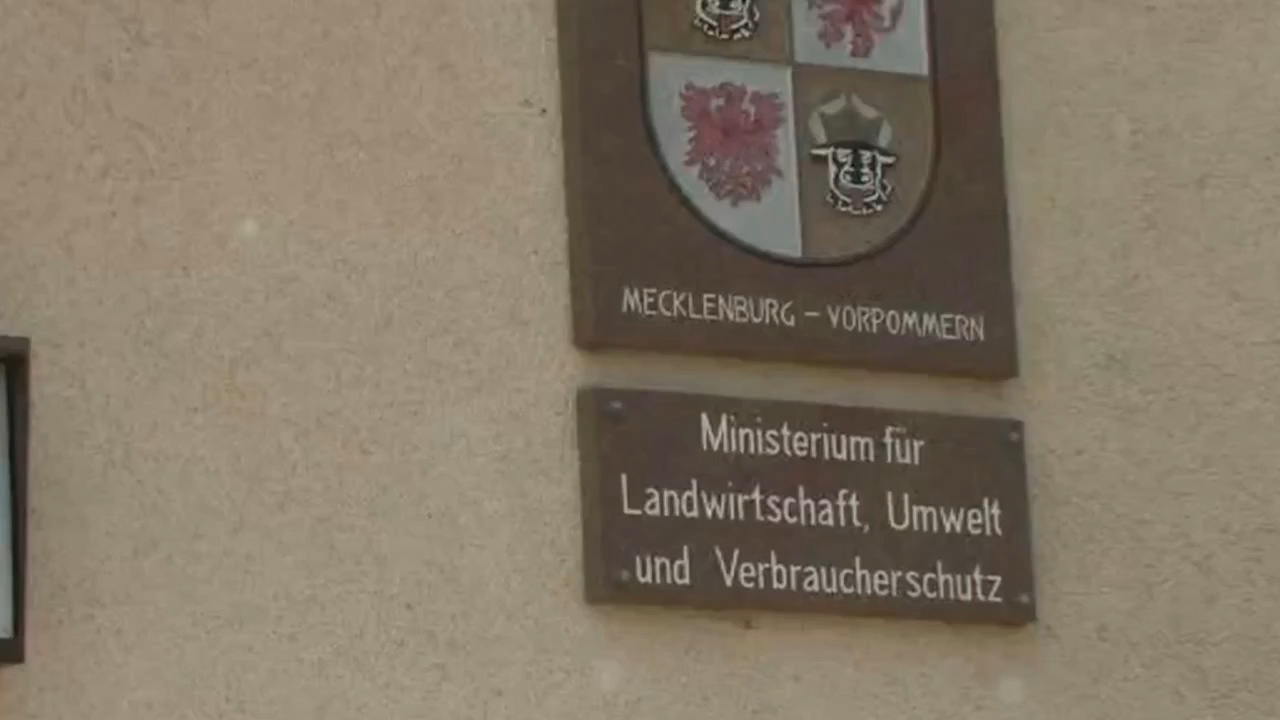 MECKLENBURG – VORPOMMERN
Ministerium für
Landwirtschaft, Umwelt
und Verbraucherschutz